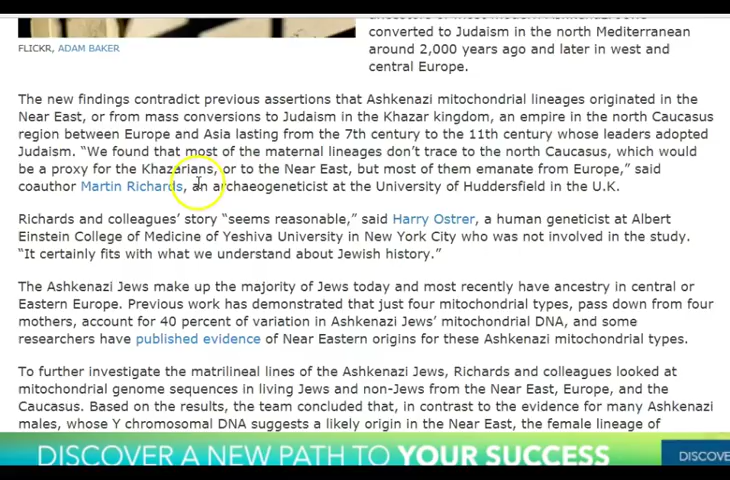 FLICKR, ADAM BAKER
converted to Judaism in the north Mediterranean
around 2,000 years ago and later in west and
central Europe.
The new findings contradict previous assertions that Ashkenazi mitochondrial lineages originated in the
Near East, or from mass conversions to Judaism in the Khazar kingdom, an empire in the north Caucasus
region between Europe and Asia lasting from the 7th century to the 11th century whose leaders adopted
Judaism. “We found that most of the maternal lineages don’t trace to the north Caucasus, which would
be a proxy for the Khazarians, or to the Near East, but most of them emanate from Europe,” said
coauthor Martin Richards, an archaeogeneticist at the University of Huddersfield in the U.K.
Richards and colleagues’ story “seems reasonable,” said Harry Ostrer, a human geneticist at Albert
Einstein College of Medicine of Yeshiva University in New York City who was not involved in the study.
“It certainly fits with what we understand about Jewish history.”
The Ashkenazi Jews make up the majority of Jews today and most recently have ancestry in central or
Eastern Europe. Previous work has demonstrated that just four mitochondrial types, pass down from four
mothers, account for 40 percent of variation in Ashkenazi Jews’ mitochondrial DNA, and some
researchers have published evidence of Near Eastern origins for these Ashkenazi mitochondrial types.
To further investigate the matrilineal lines of the Ashkenazi Jews, Richards and colleagues looked at
mitochondrial genome sequences in living Jews and non-Jews from the Near East, Europe, and the
Caucasus. Based on the results, the team concluded that, in contrast to the evidence for many Ashkenazi
males, whose Y chromosomal DNA suggests a likely origin in the Near East, the female lineage of
DISCOVER A NEW PATH TO YOUR SUCCESS
DISCOVE